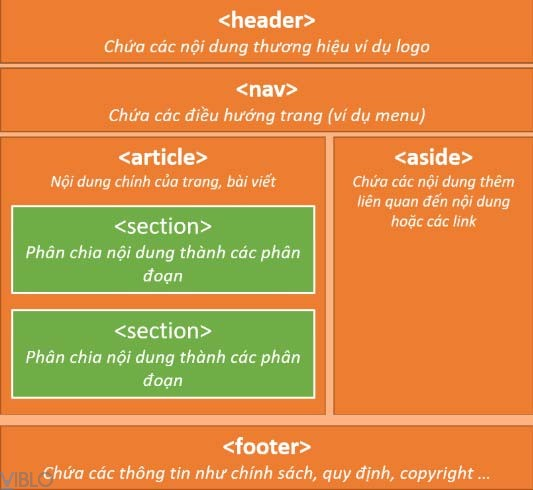 <header>
Chứa các nội dung thương hiệu ví dụ logo
<nav>
Chứa các điều hướng trang (ví dụ menu)
<article>
Nội dung chính của trang, bài viết
<section>
Phân chia nội dung thành các phân
đoạn
<section>
Phân chia nội dung thành các phân
đoạn
<aside>
Chứa các nội dung thêm
liên quan đến nội dung
hoặc các link
<footer>
Chứa các thông tin như chính sách, quy định, copyright ...
VIBLO